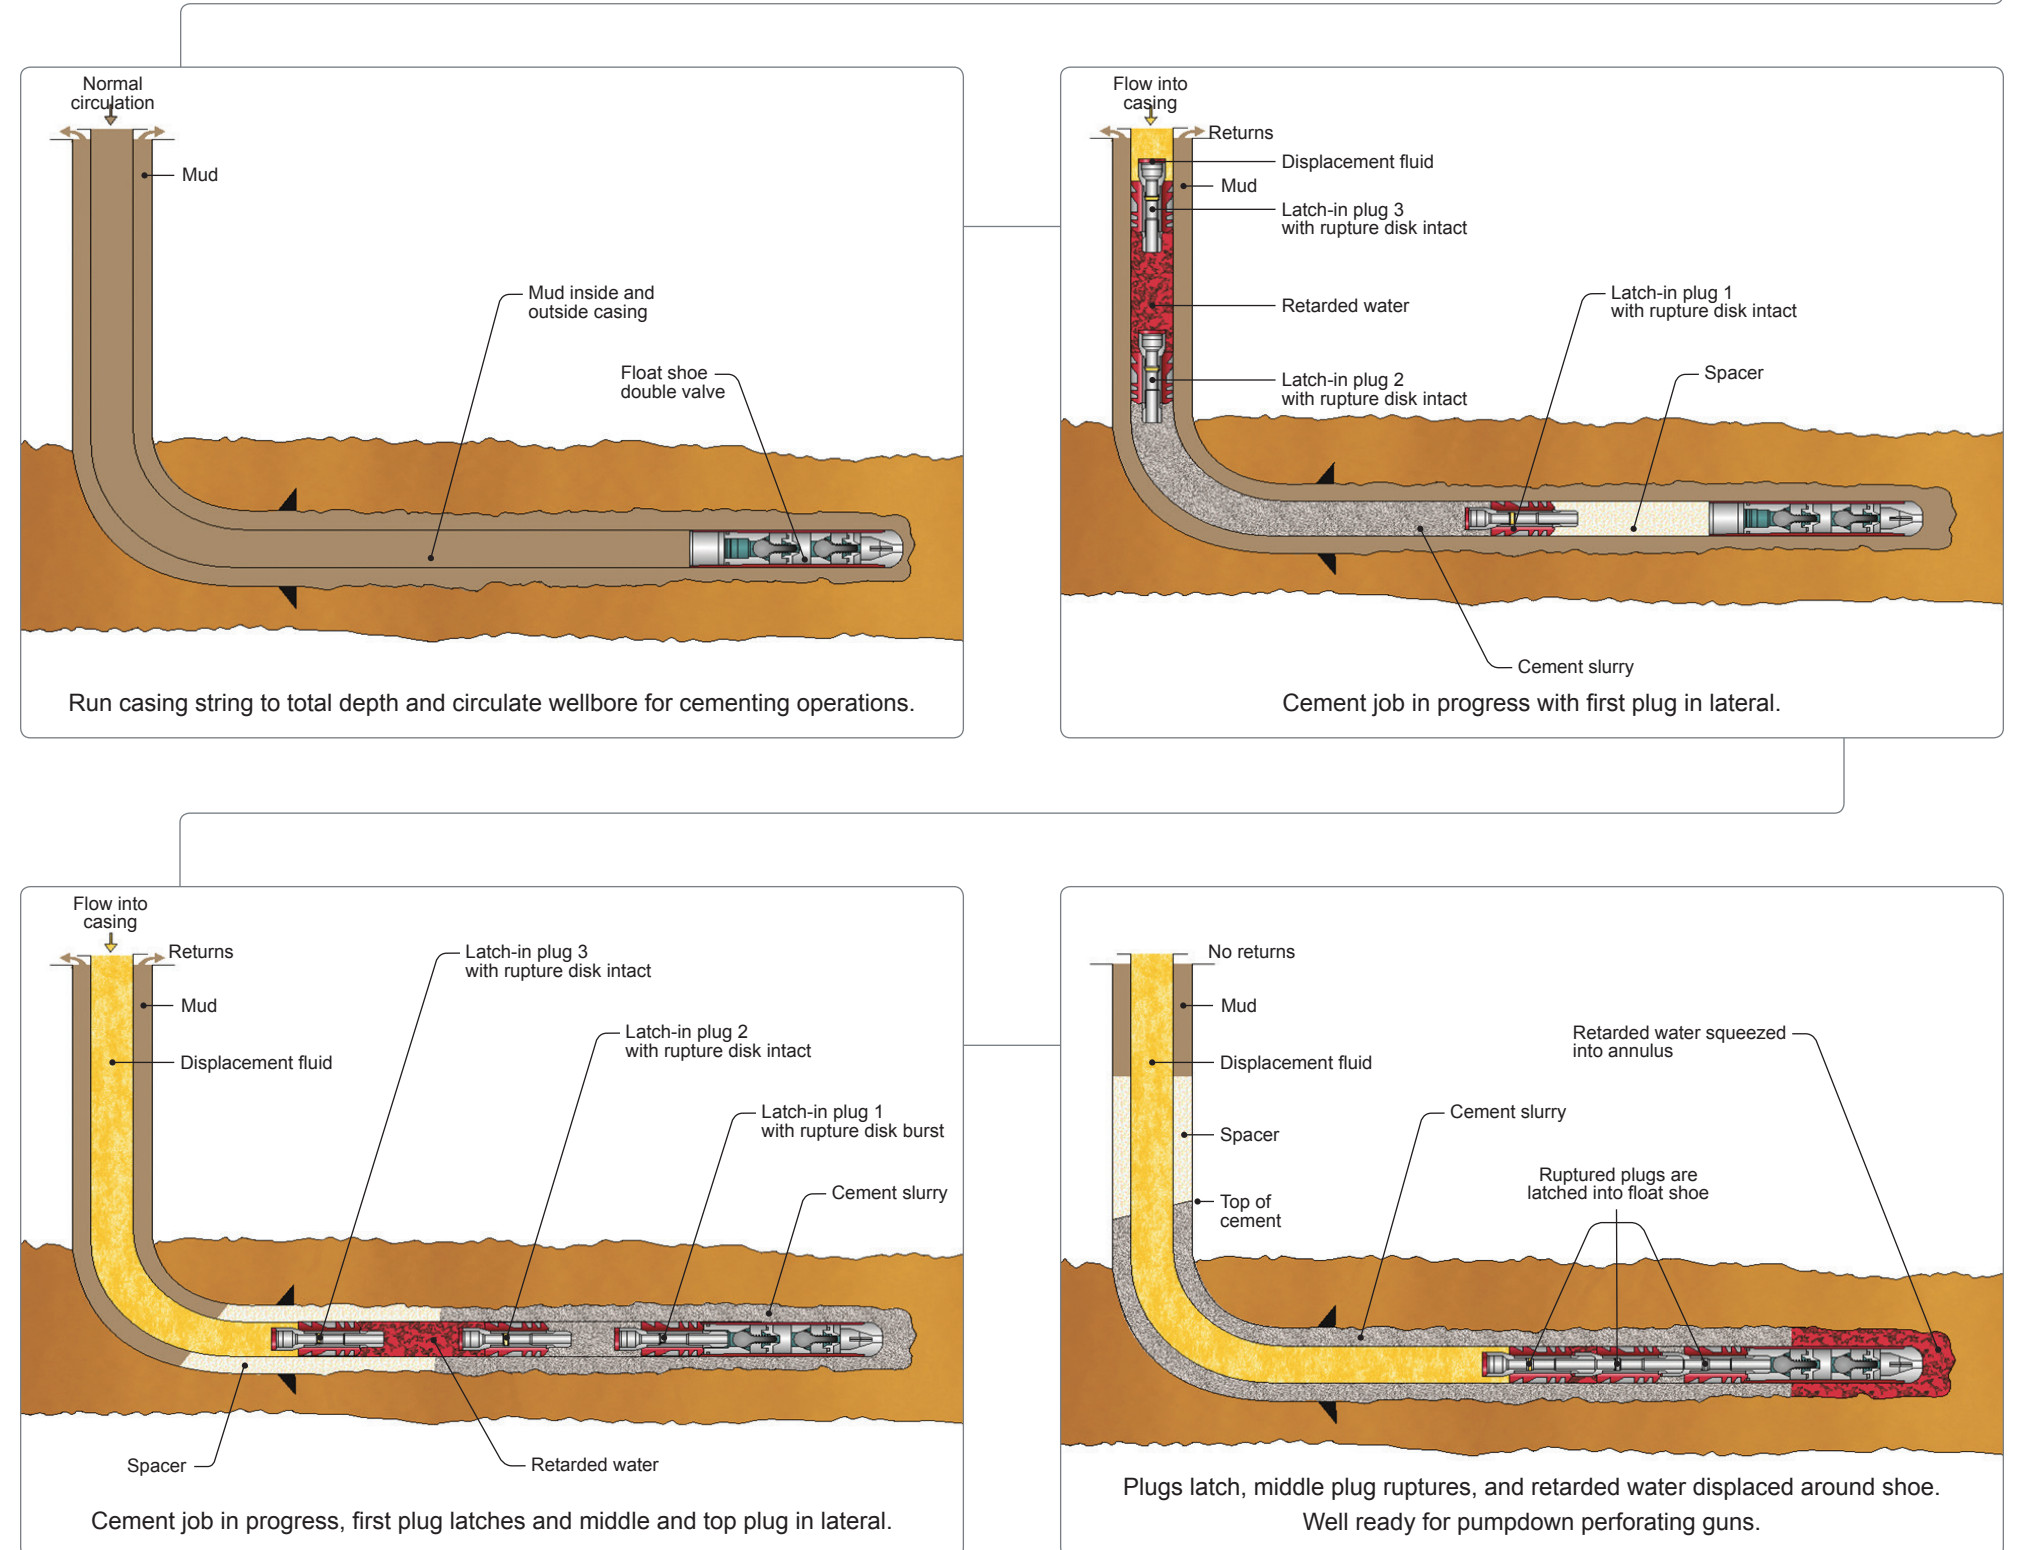 Normal
circulation
Mud
Mud inside and
outside casing
Float shoe
double valve
Run casing string to total depth and circulate wellbore for cementing operations.
Flow into
casing
Returns
Displacement fluid
Mud
Latch-in plug 3
with rupture disk intact
Retarded water
Latch-in plug 1
with rupture disk intact
Spacer
Latch-in plug 2
with rupture disk intact
Cement slurry
Cement job in progress with first plug in lateral.
Flow into
casing
Returns
Latch-in plug 3
with rupture disk intact
Mud
Latch-in plug 2
with rupture disk intact
Displacement fluid
Latch-in plug 1
with rupture disk burst
Cement slurry
Spacer
Retarded water
Cement job in progress, first plug latches and middle and top plug in lateral.
No returns
Mud
Retarded water squeezed
into annulus
Displacement fluid
Cement slurry
Spacer
Ruptured plugs are
latched into float shoe
Top of
cement
Plugs latch, middle plug ruptures, and retarded water displaced around shoe.
Well ready for pumpdown perforating guns.